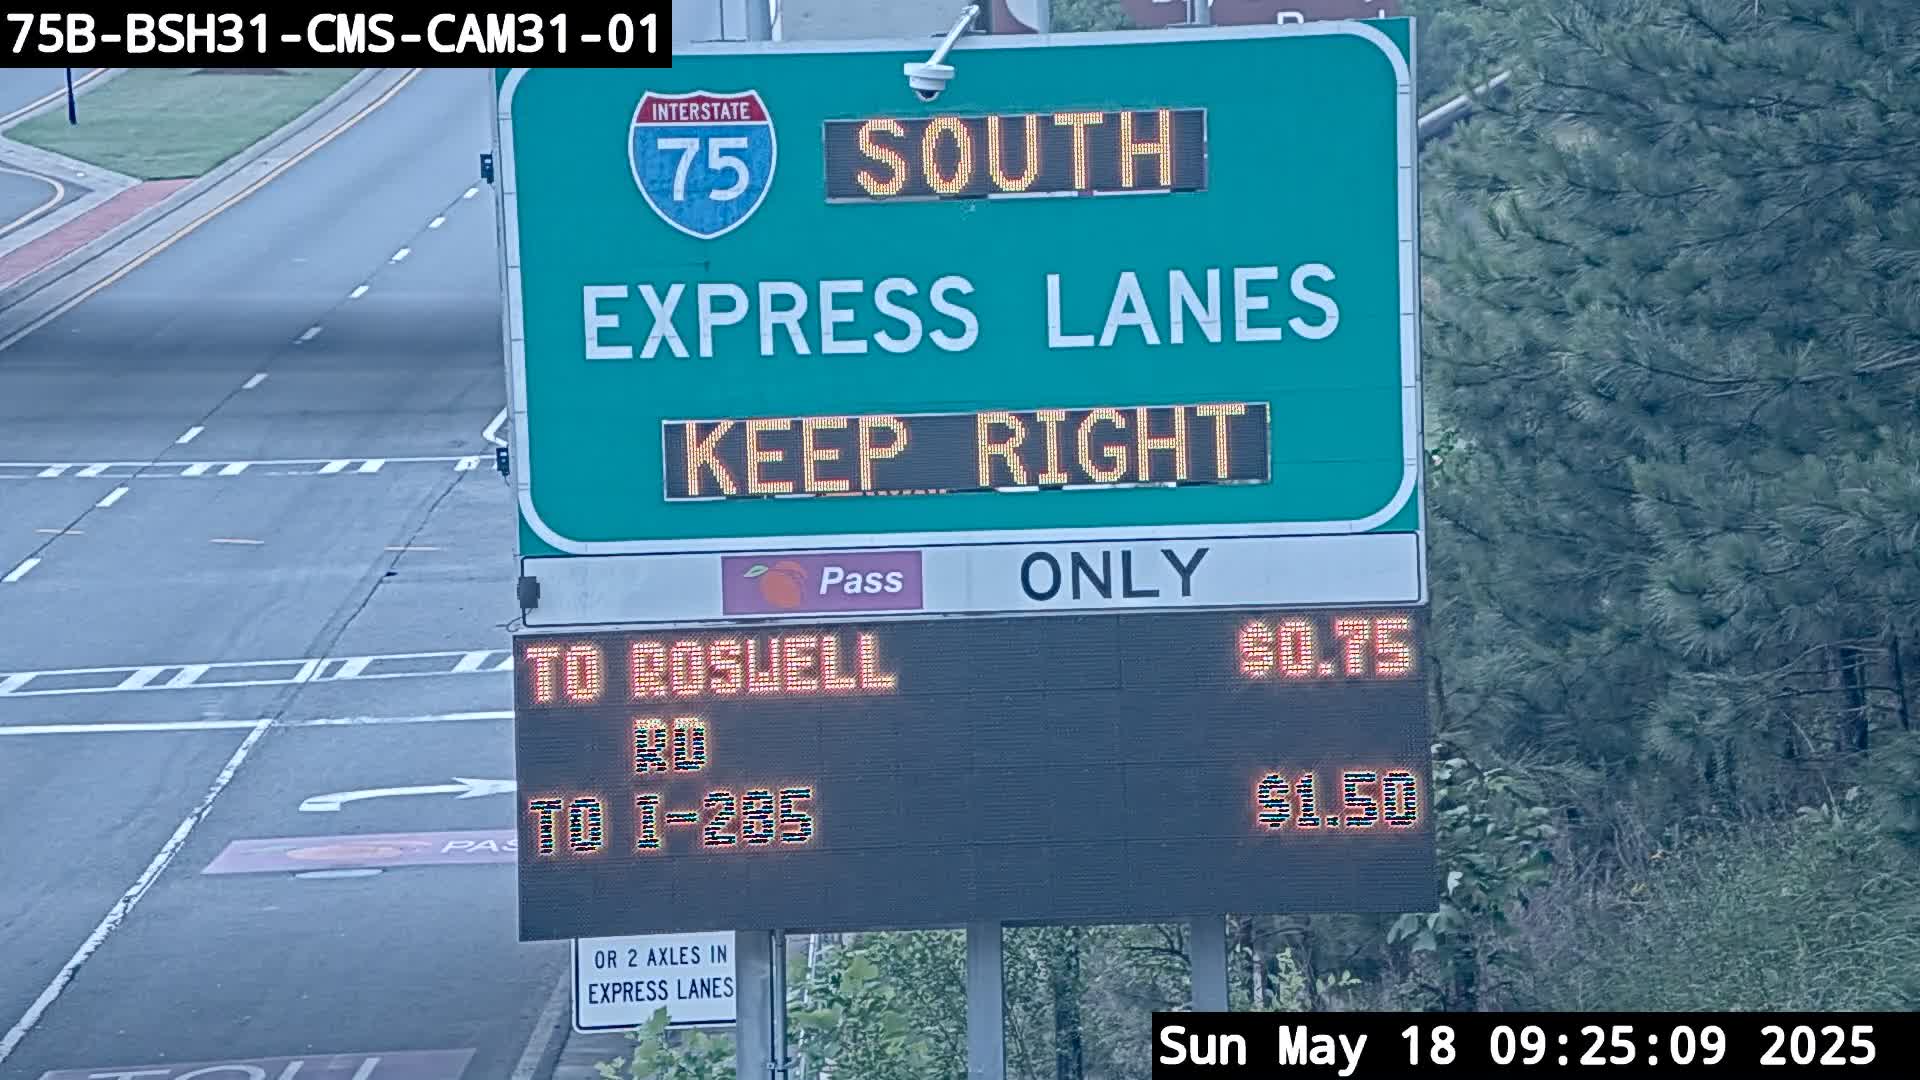 75B-BSH31-CMS-CAM31-01
INTERSTATE
75
SOUTH
EXPRESS LANES
KEEP RIGHT
Pass ONLY
TO ROSWELL $0.75
RD
TO I-285 $1.50
OR 2 AXLES IN
EXPRESS LANES
TOLL
Sun May 18 09:25:09 2025